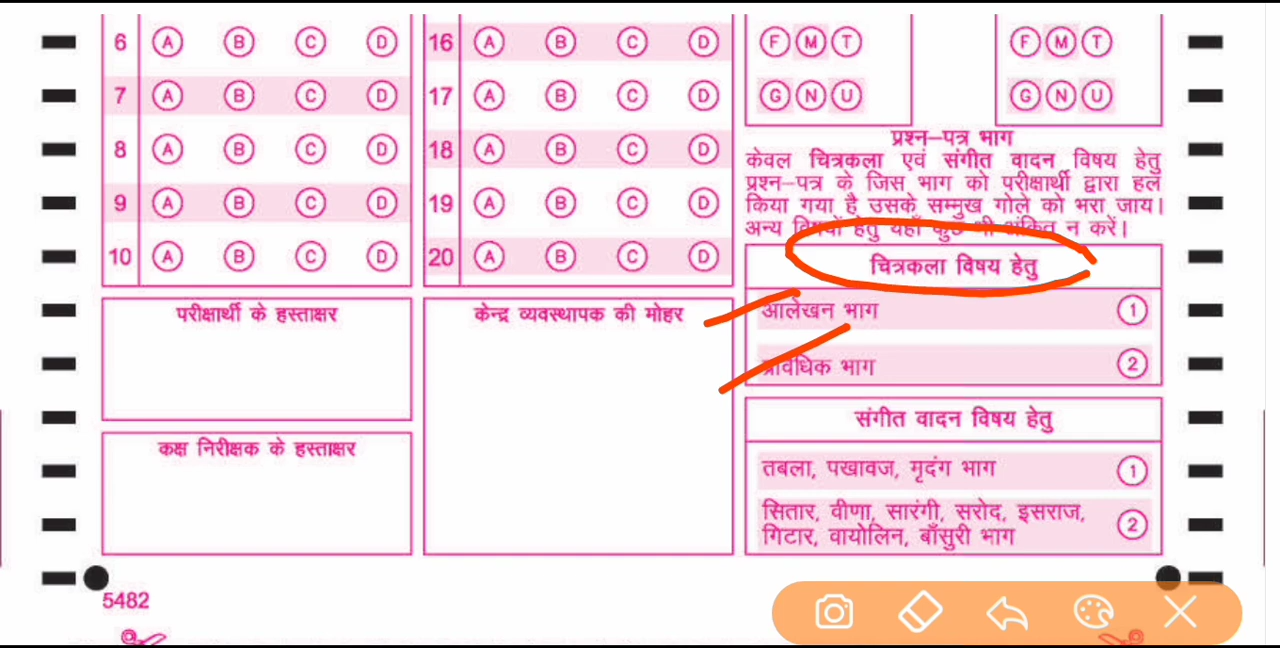 6 A B C D
7 A B C D
8 A B C D
9 A B C D
10 A B C D
16 A B C D
17 A B C D
18 A B C D
19 A B C D
20 A B C D
F M T
G N U
F M T
G N U
प्रश्न–पत्र भाग
केवल चित्रकला एवं संगीत वादन विषय हेतु
प्रश्न–पत्र के जिस भाग को परीक्षार्थी द्वारा हल
किया गया है उसके सम्मुख गोले को भरा जाय।
अन्य विषयों हेतु यहाँ कुछ भी अंकित न करें।
चित्रकला विषय हेतु
आलेखन भाग 1
प्राविधिक भाग 2
संगीत वादन विषय हेतु
तबला, पखावज, मृदंग भाग 1
सितार, वीणा, सारंगी, सरोद, इसराज,
गिटार, वायोलिन, बाँसुरी भाग 2
परीक्षार्थी के हस्ताक्षर
केन्द्र व्यवस्थापक की मोहर
कक्ष निरीक्षक के हस्ताक्षर
5482